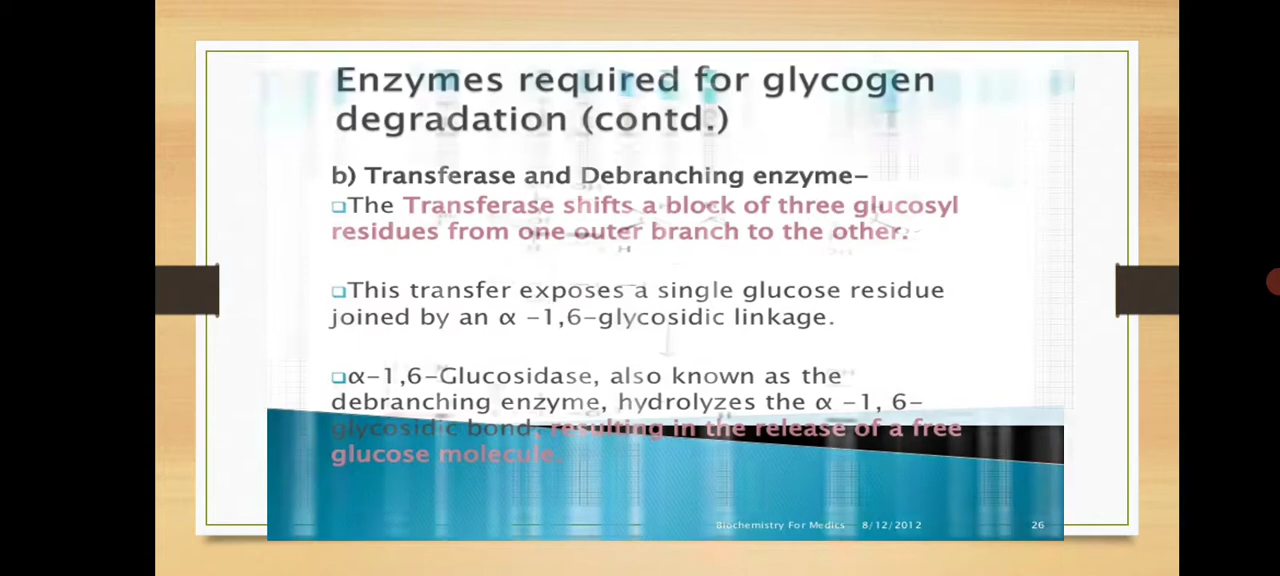 Enzymes required for glycogen
degradation (contd.)
b) Transferase and Debranching enzyme–
❑The Transferase shifts a block of three glucosyl
residues from one outer branch to the other.
❑This transfer exposes a single glucose residue
joined by an α –1,6–glycosidic linkage.
❑α–1,6–Glucosidase, also known as the
debranching enzyme, hydrolyzes the α –1, 6–
glycosidic bond, resulting in the release of a free
glucose molecule.
Biochemistry For Medics 8/12/2012 26